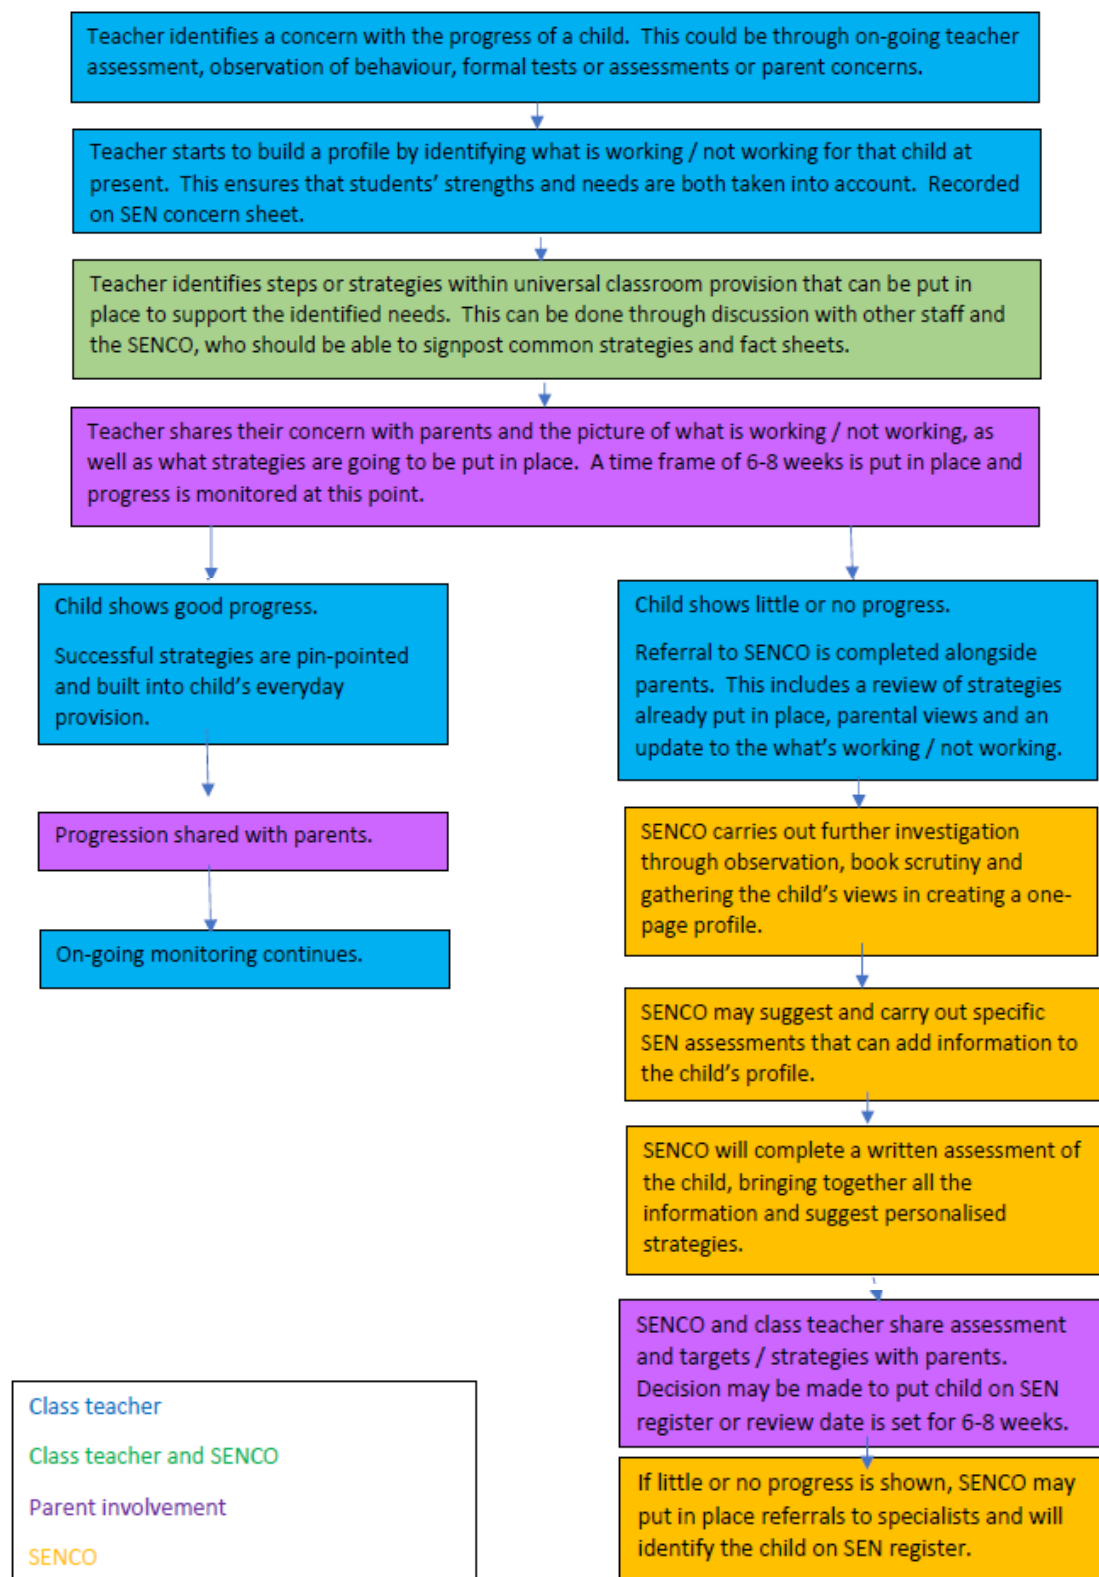 Teacher identifies a concern with the progress of a child.  This could be through on-going teacher
assessment, observation of behaviour, formal tests or assessments or parent concerns.
Teacher starts to build a profile by identifying what is working / not working for that child at
present.  This ensures that students’ strengths and needs are both taken into account.  Recorded
on SEN concern sheet.
Teacher identifies steps or strategies within universal classroom provision that can be put in
place to support the identified needs.  This can be done through discussion with other staff and
the SENCO, who should be able to signpost common strategies and fact sheets.
Teacher shares their concern with parents and the picture of what is working / not working, as
well as what strategies are going to be put in place.  A time frame of 6-8 weeks is put in place and
progress is monitored at this point.
Child shows good progress.
Successful strategies are pin-pointed
and built into child’s everyday
provision.
Progression shared with parents.
On-going monitoring continues.
Child shows little or no progress.
Referral to SENCO is completed alongside
parents.  This includes a review of strategies
already put in place, parental views and an
update to the what’s working / not working.
SENCO carries out further investigation
through observation, book scrutiny and
gathering the child’s views in creating a one-
page profile.
SENCO may suggest and carry out specific
SEN assessments that can add information to
the child’s profile.
SENCO will complete a written assessment of
the child, bringing together all the
information and suggest personalised
strategies.
SENCO and class teacher share assessment
and targets / strategies with parents.
Decision may be made to put child on SEN
register or review date is set for 6-8 weeks.
If little or no progress is shown, SENCO may
put in place referrals to specialists and will
identify the child on SEN register.
Class teacher
Class teacher and SENCO
Parent involvement
SENCO